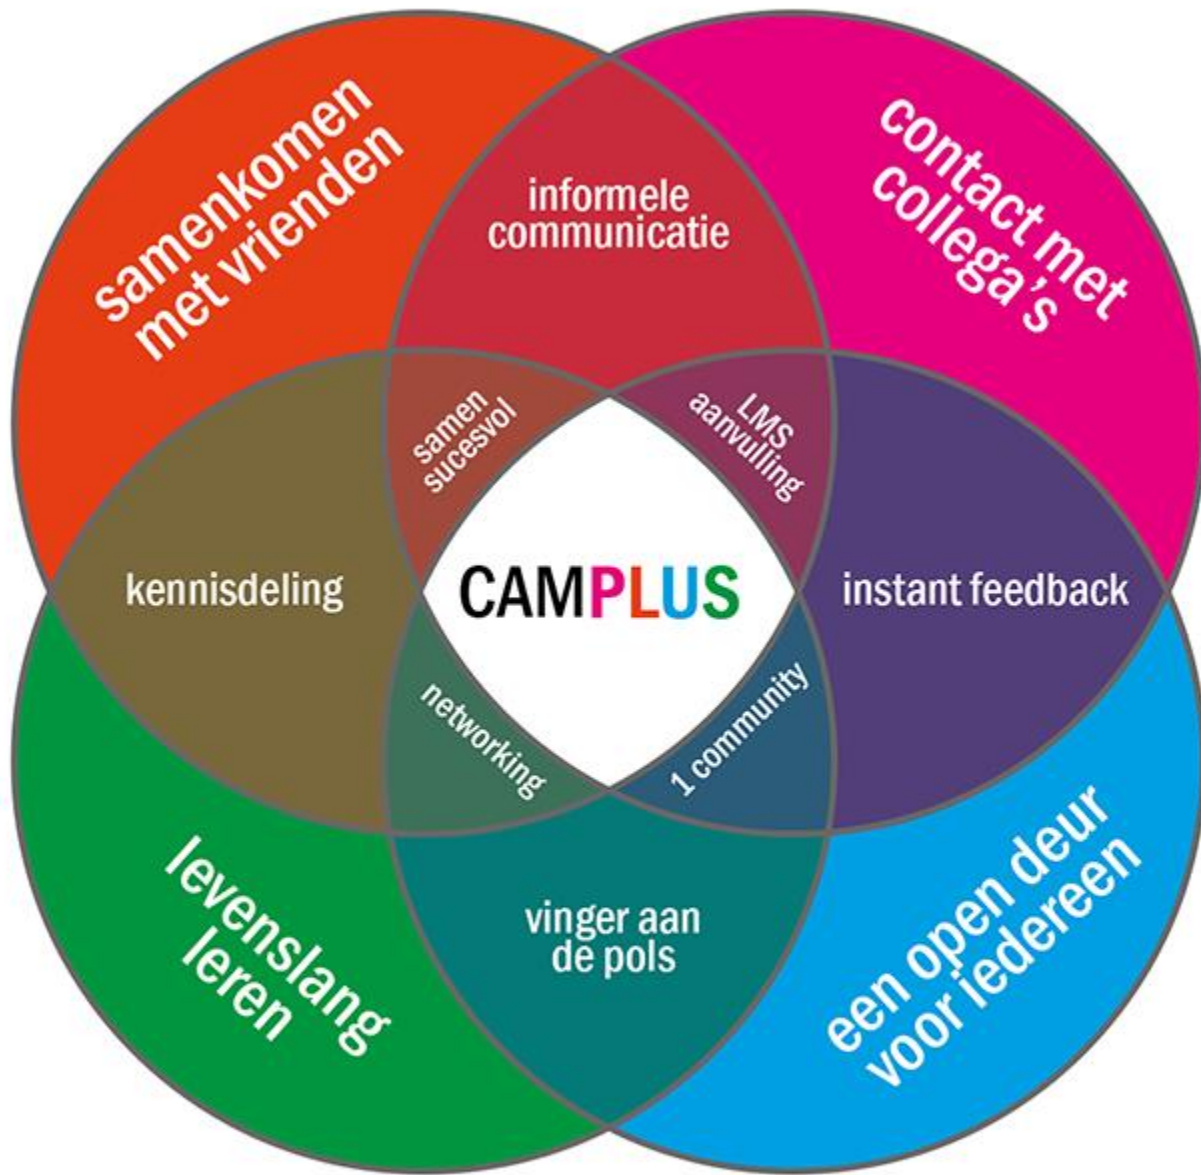 samenkomen
met vrienden
contact met
collega's
informele
communicatie
samen
sucesvol
LMS
aanvulling
kennisdeling
CAMPLUS
instant feedback
networking
1 community
levenslang
leren
vinger aan
de pols
een open deur
voor iedereen